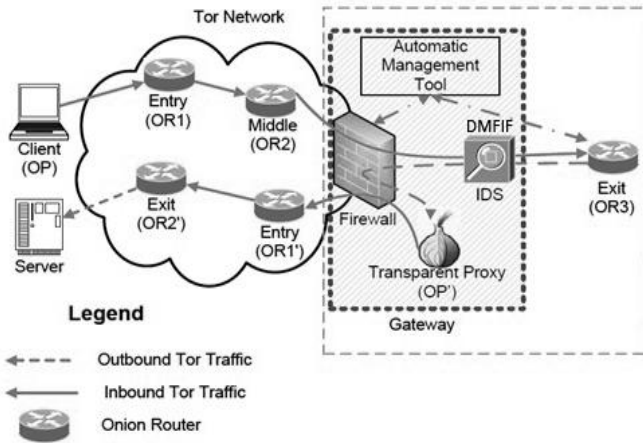 Tor Network
Automatic
Management
Tool
Entry
(OR1)
Middle
(OR2)
Client
(OP)
DMFIF
IDS
Exit
(OR3)
Exit
(OR2')
Entry
(OR1')
Firewall
Server
Transparent Proxy
(OP')
Gateway
Legend
Outbound Tor Traffic
Inbound Tor Traffic
Onion Router